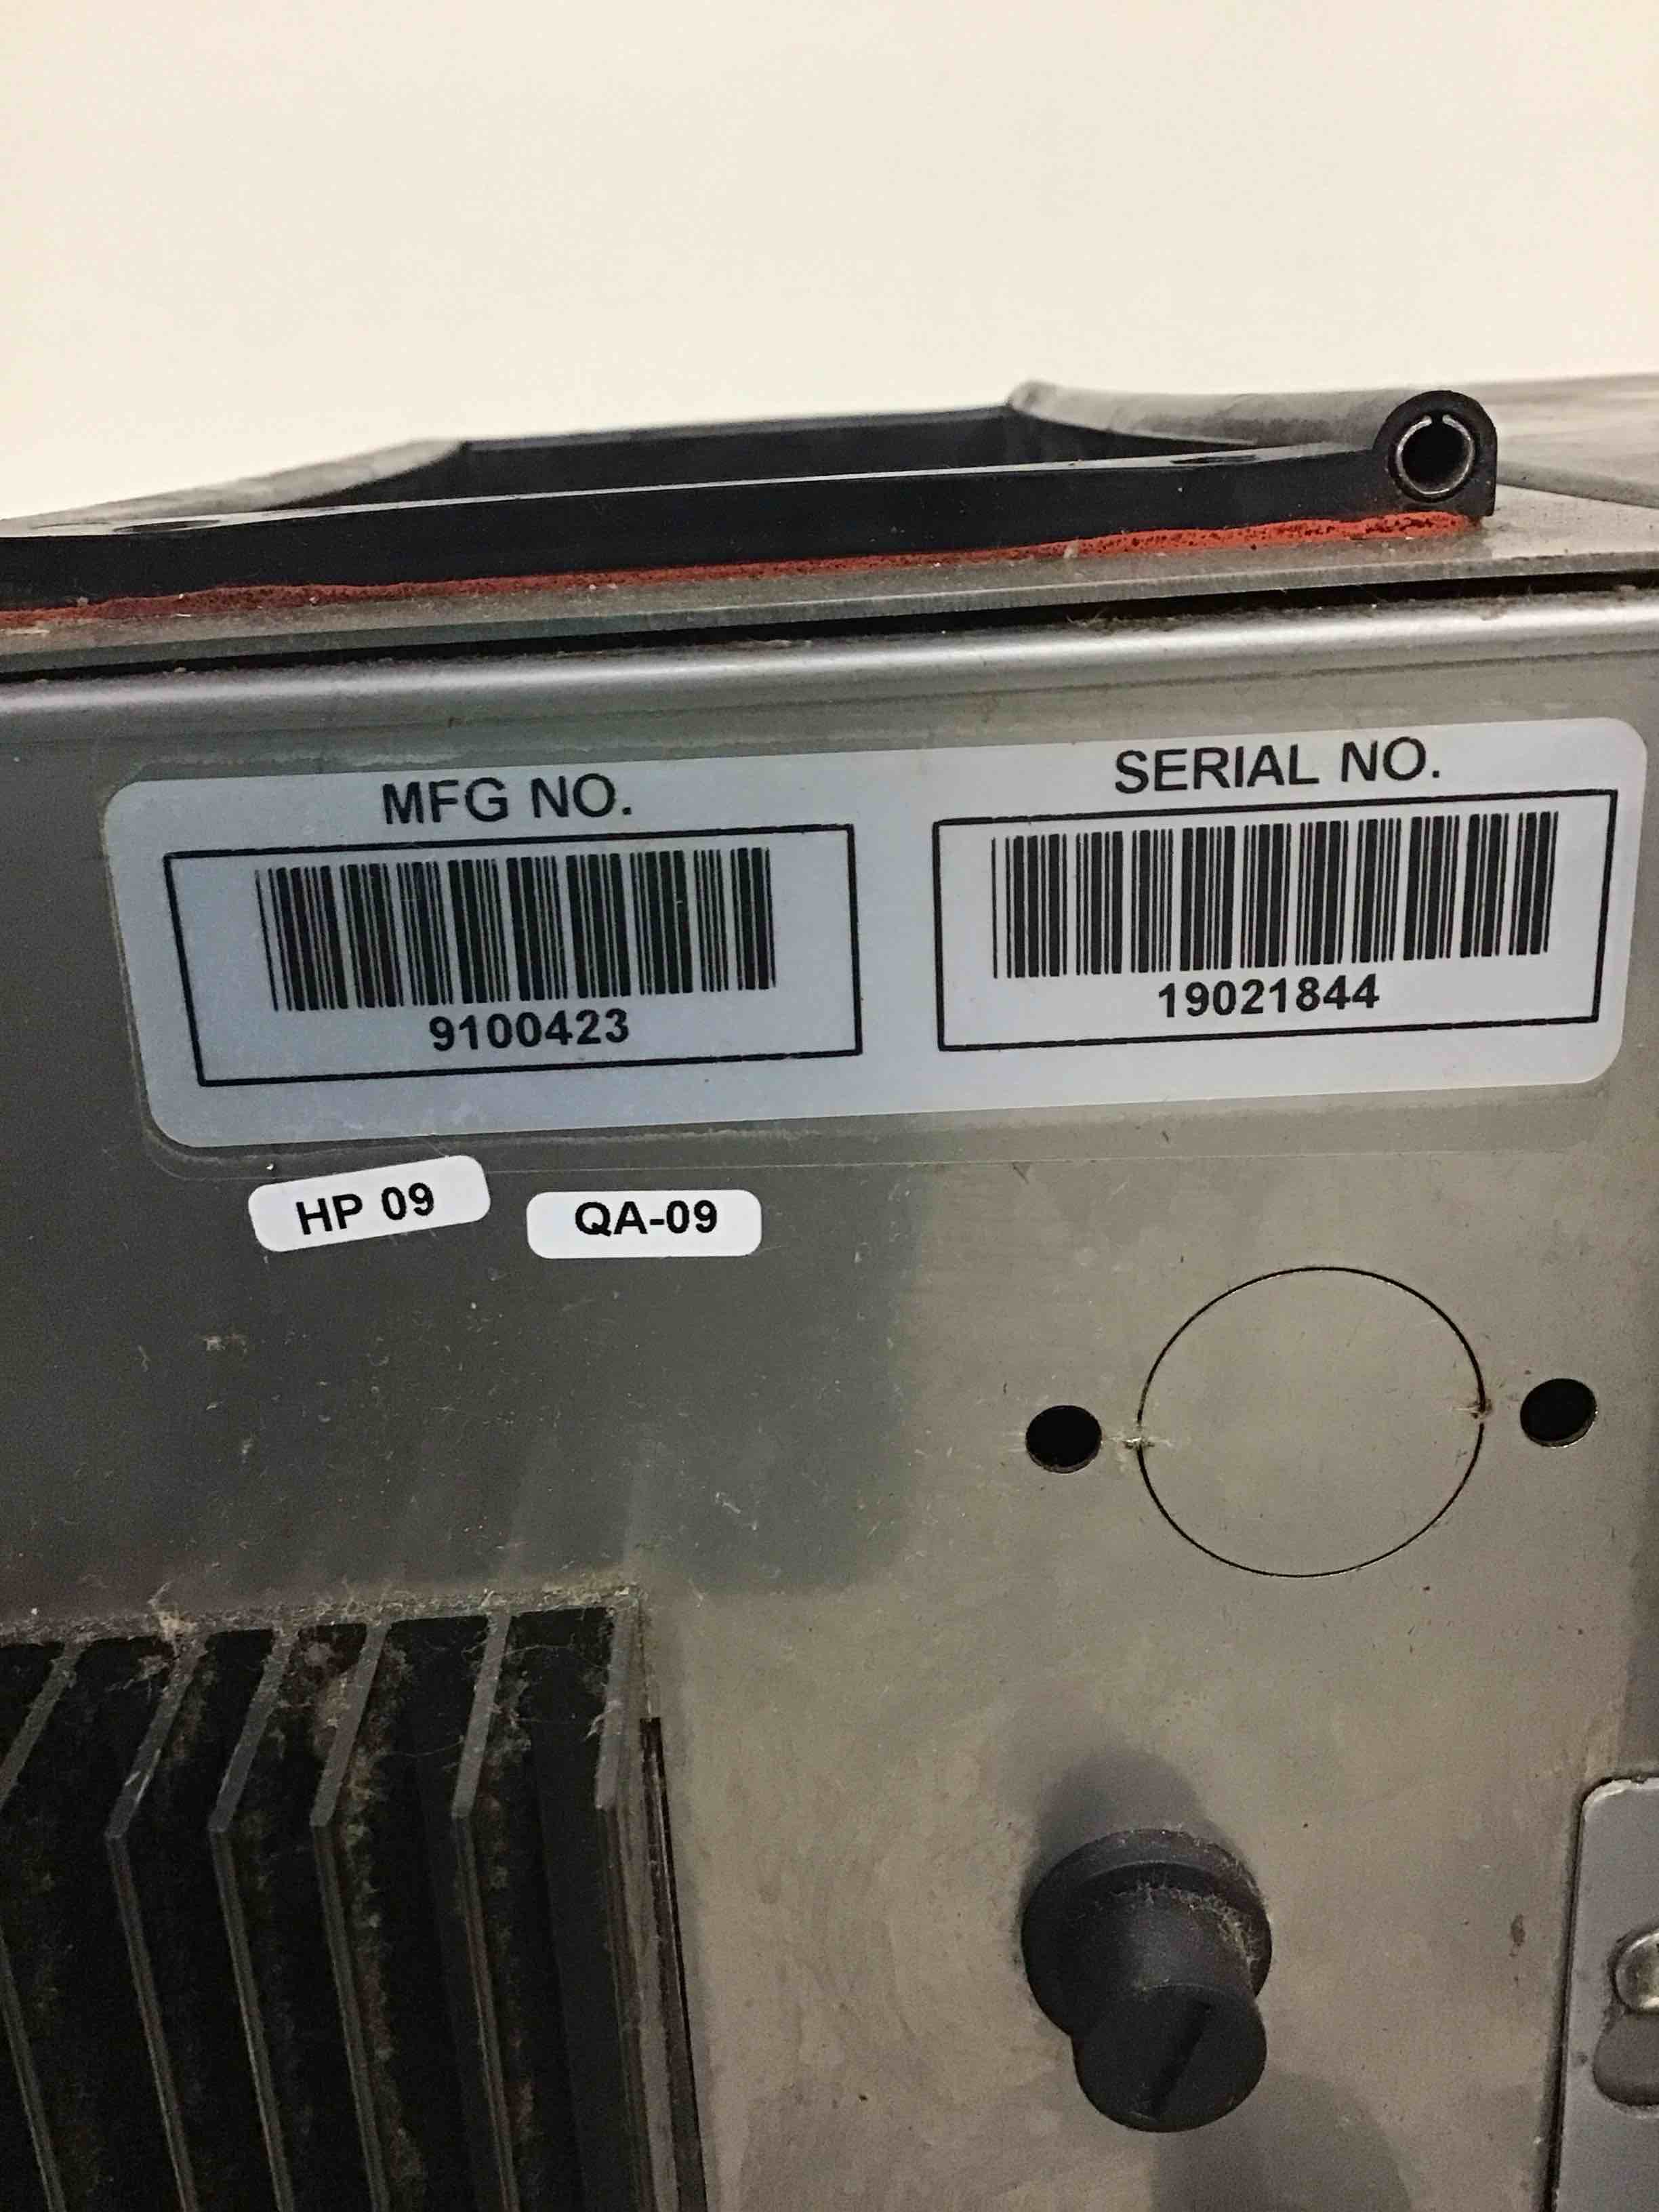 MFG NO.
9100423
SERIAL NO.
19021844
HP 09
QA-09